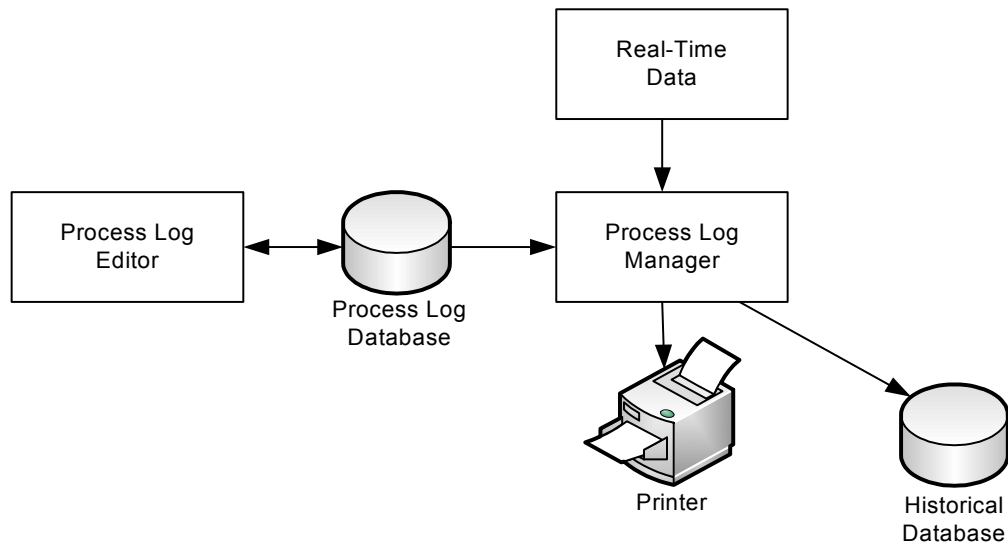 Real-Time
Data
Process Log
Editor
Process Log
Database
Process Log
Manager
Printer
Historical
Database